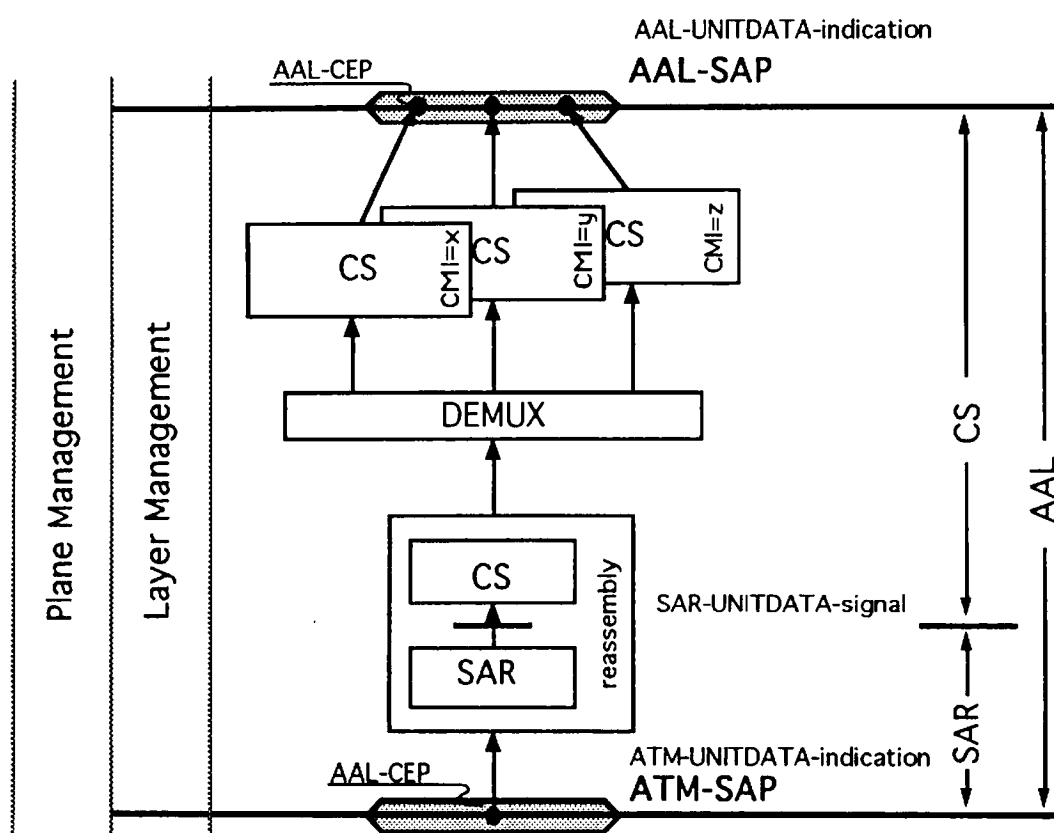 AAL-UNITDATA-indication
AAL-CEP
AAL-SAP
CS
CMI=x
CS
CMI=y
CS
CMI=z
DEMUX
CS
SAR
reassembly
SAR-UNITDATA-signal
ATM-UNITDATA-indication
AAL-CEP
ATM-SAP
Plane Management
Layer Management
CS
SAR
AAL